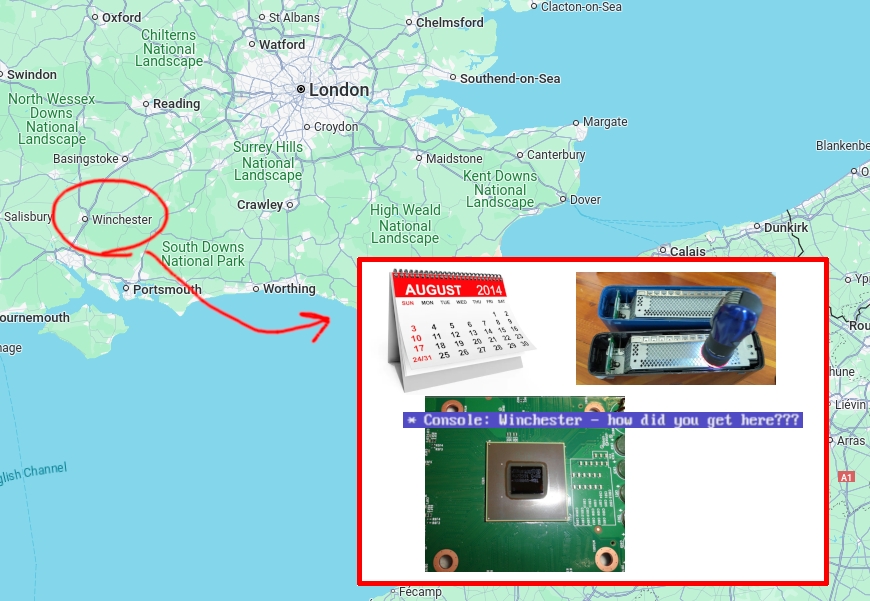 Clacton-on-Sea
Oxford
St Albans
Chelmsford
Chilterns
National
Landscape
Watford
Swindon
Southend-on-Sea
London
North Wessex
Downs
National
Landscape
Reading
Margate
Croydon
Surrey Hills
National
Landscape
Blankenbe
Basingstoke
Maidstone
Canterbury
Kent Downs
National
Landscape
Dover
Crawley
Salisbury
Winchester
High Weald
National
Landscape
Dunkirk
South Downs
National Park
Calais
Portsmouth
Worthing
ournemouth
nage
AUGUST 2014
SUN MON TUE WED THU FRI SAT
1 2
3 4 5 6 7 8 9
10 11 12 13 14 15 16
17 18 19 20 21 22 23
24/31 25 26 27 28 29 30
* Console: Winchester - how did you get here???
Ypr
Rou
hune
Liévin
Arras
A1
glish Channel
Fécamp